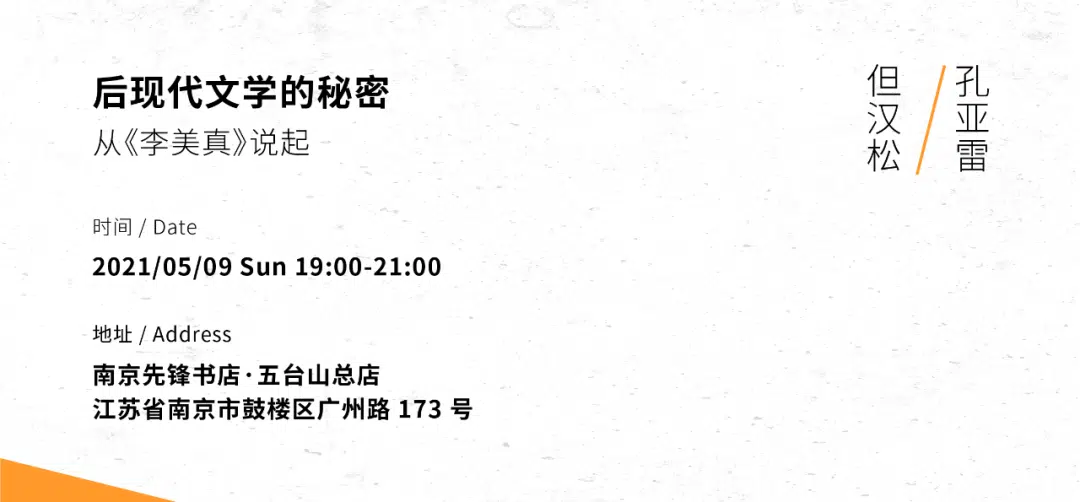 后现代文学的秘密
从《李美真》说起
时间 / Date
2021/05/09 Sun 19:00-21:00
地址 / Address
南京先锋书店·五台山总店
江苏省南京市鼓楼区广州路 173 号
孔亚雷
但汉松